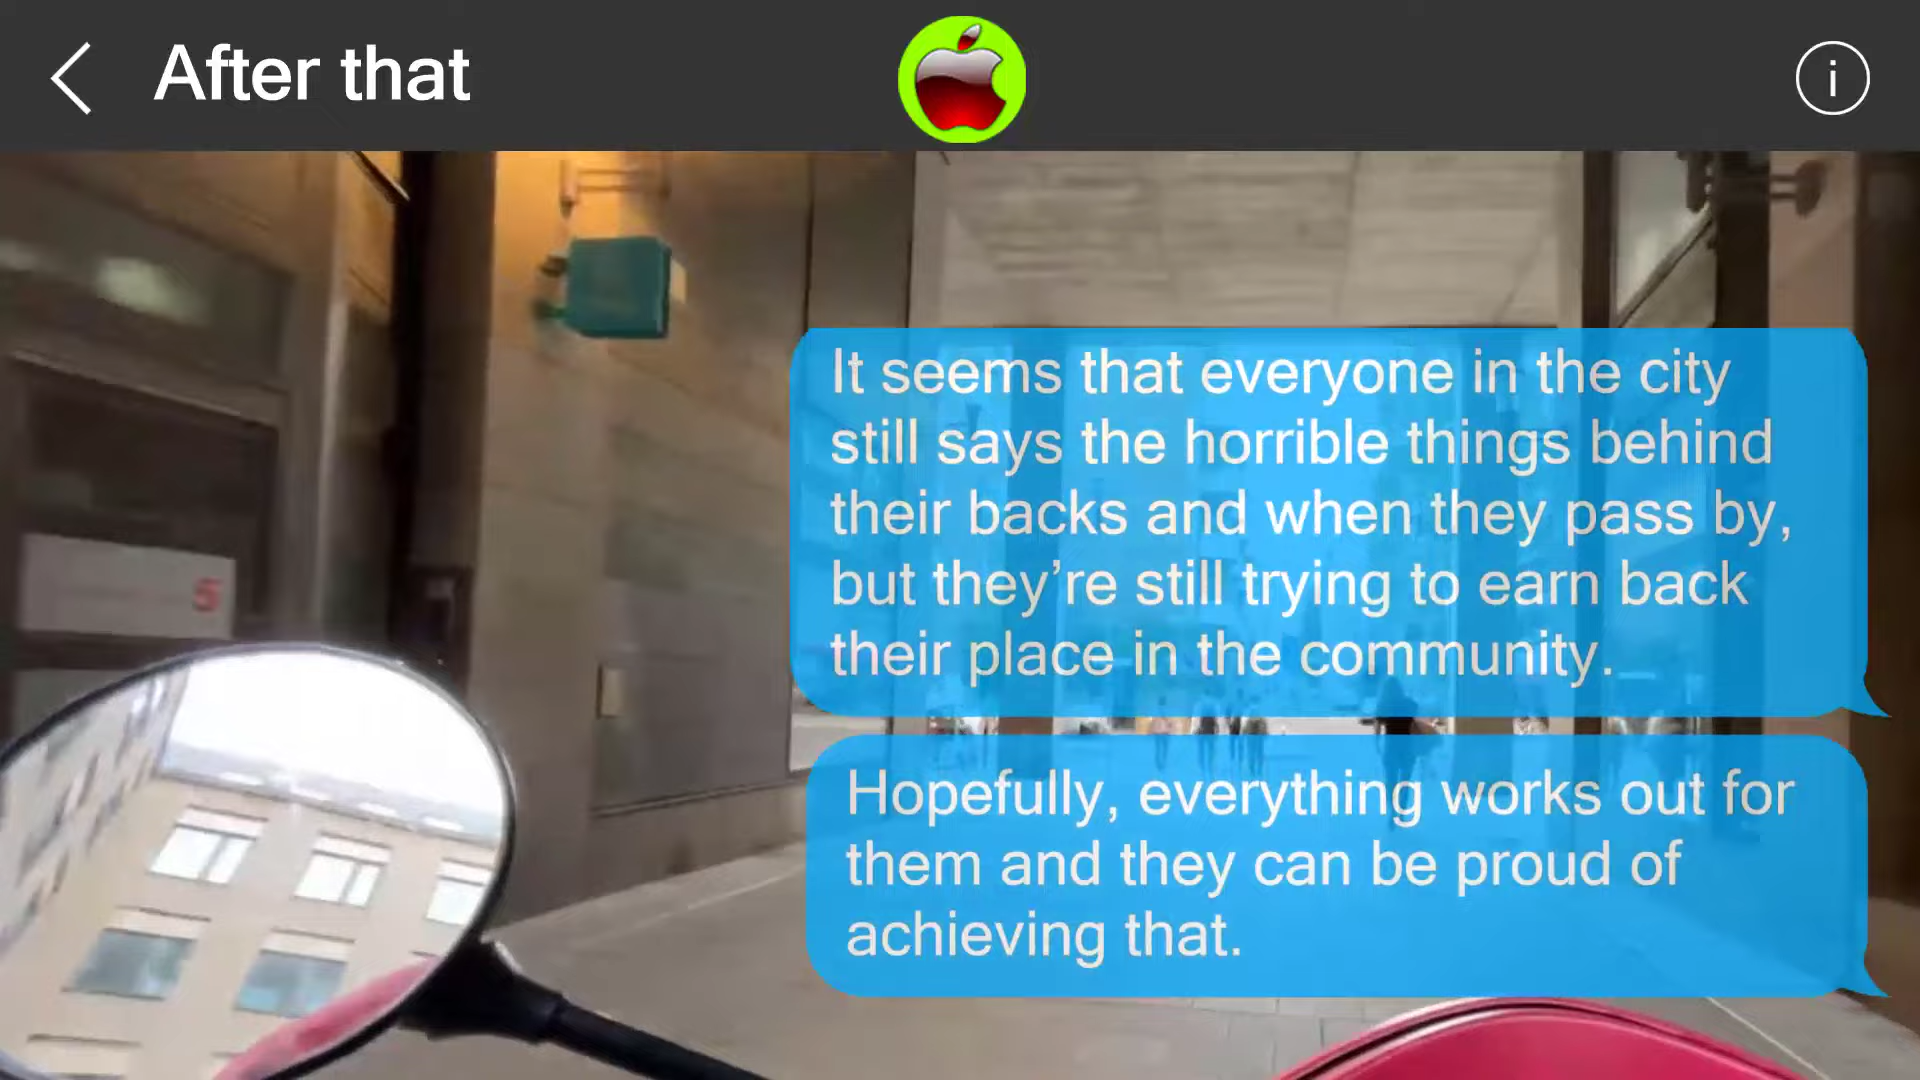 After that
i
It seems that everyone in the city
still says the horrible things behind
their backs and when they pass by,
but they’re still trying to earn back
their place in the community.
Hopefully, everything works out for
them and they can be proud of
achieving that.
5